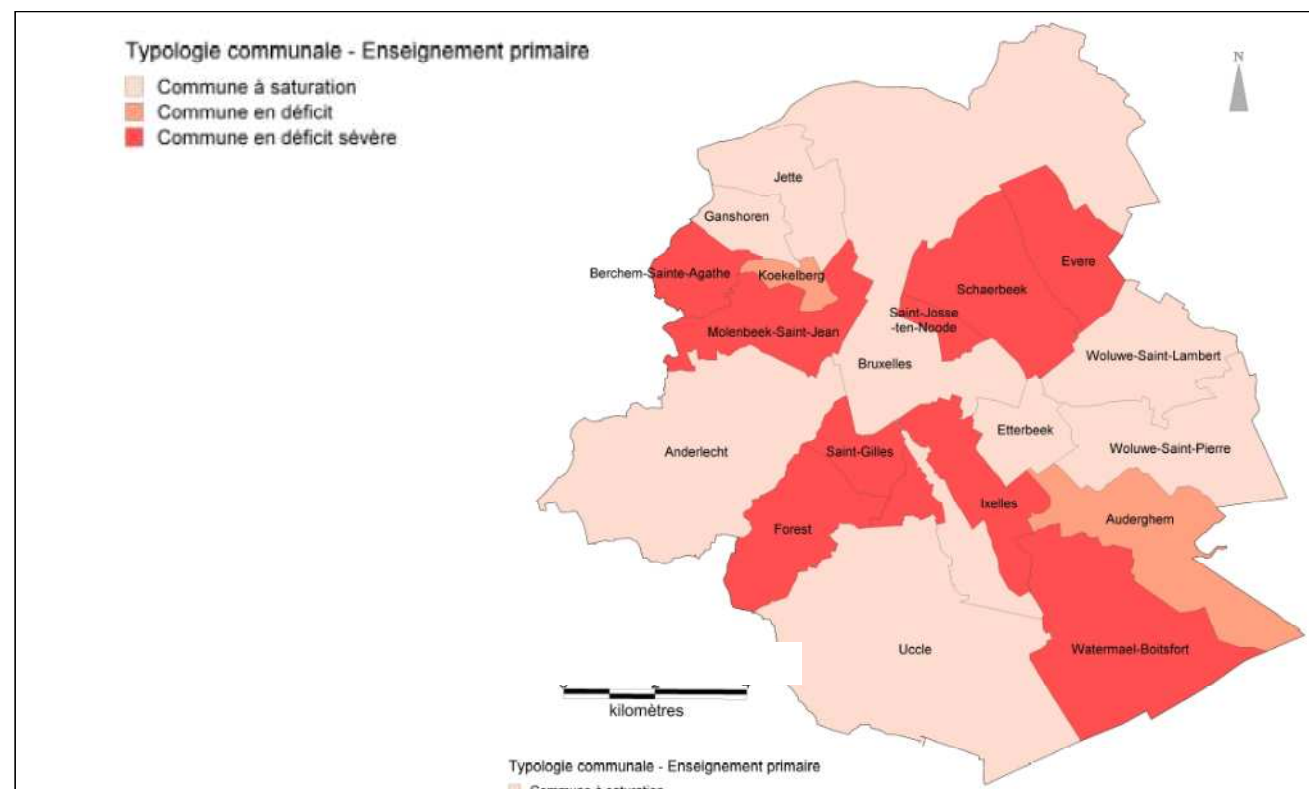 Typologie communale - Enseignement primaire
Commune à saturation
Commune en déficit
Commune en déficit sévère
N
Jette
Ganshoren
Berchem-Sainte-Agathe
Koekelberg
Evere
Schaerbeek
Saint-Josse
-ten-Noode
Molenbeek-Saint-Jean
Woluwe-Saint-Lambert
Bruxelles
Etterbeek
Woluwe-Saint-Pierre
Anderlecht
Saint-Gilles
Ixelles
Auderghem
Forest
Uccle
Watermael-Boitsfort
kilomètres
Typologie communale - Enseignement primaire
Commune à saturation